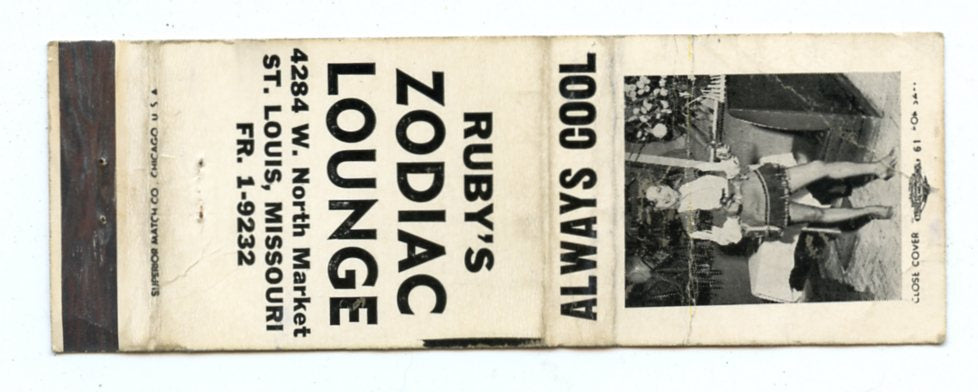 RUBY'S
ZODIAC
LOUNGE
4284 W. North Market
ST. LOUIS, MISSOURI
FR. 1-9232
SUPERIOR MATCH CO. CHICAGO U S A
ALWAYS COOL
CLOSE COVER
61